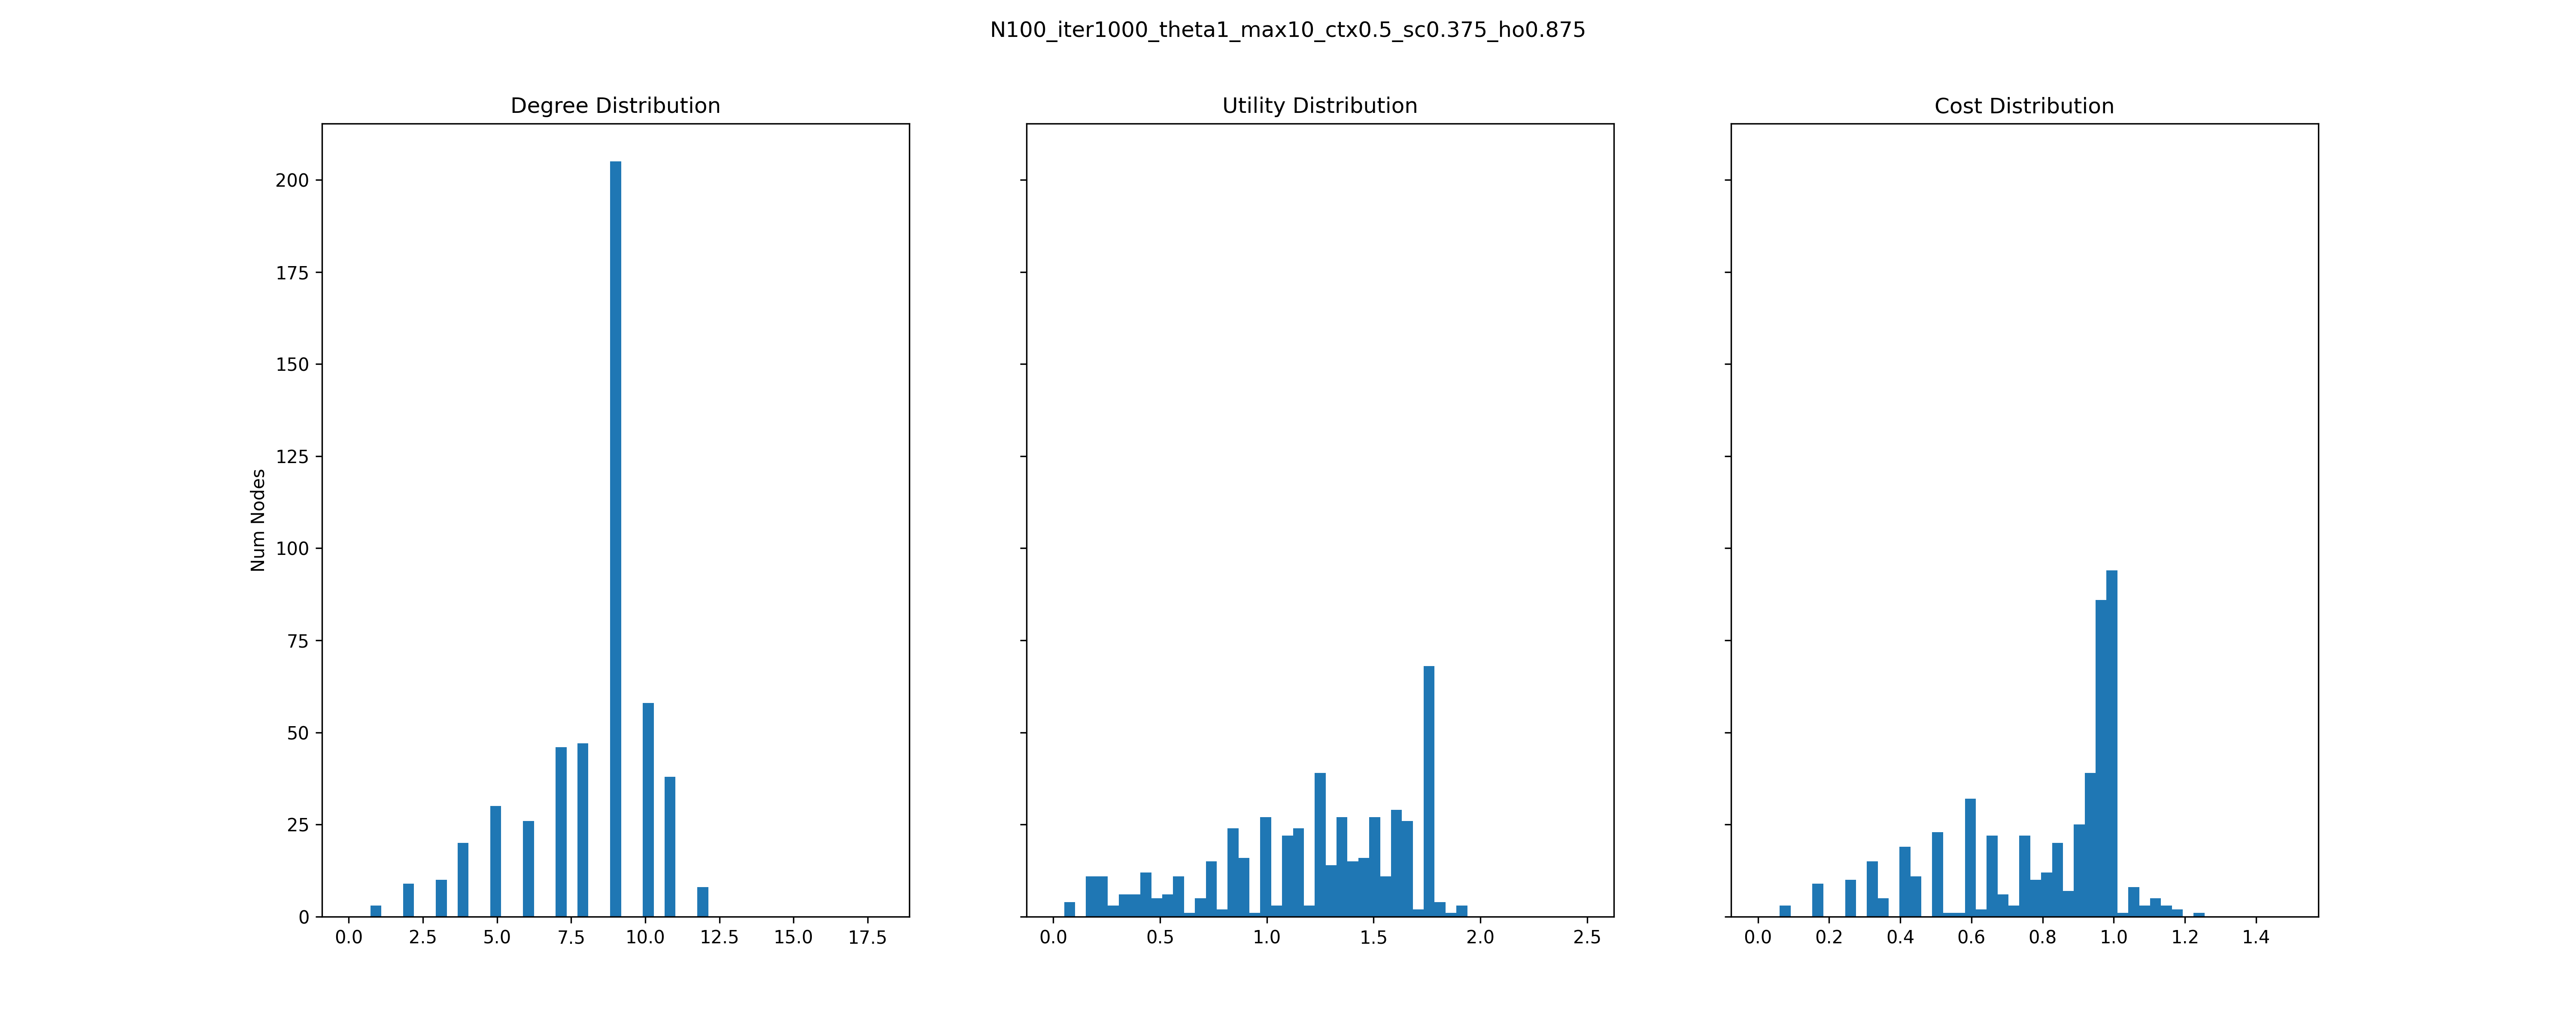 N100_iter1000_theta1_max10_ctx0.5_sc0.375_ho0.875
Degree Distribution
Utility Distribution
Cost Distribution
Num Nodes
200
175
150
125
100
75
50
25
0
0.0 2.5 5.0 7.5 10.0 12.5 15.0 17.5
0.0 0.5 1.0 1.5 2.0 2.5
0.0 0.2 0.4 0.6 0.8 1.0 1.2 1.4